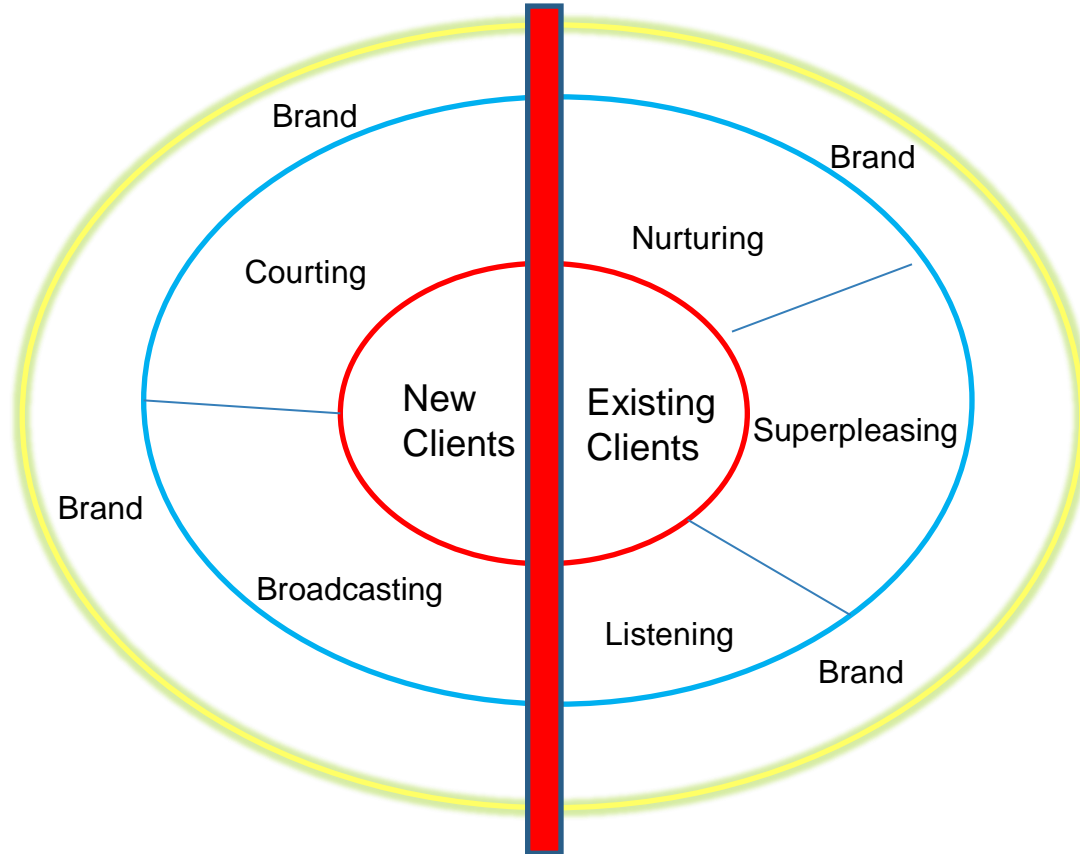 Brand
Brand
Nurturing
Courting
New
Clients
Existing
Clients
Superpleasing
Brand
Broadcasting
Listening
Brand